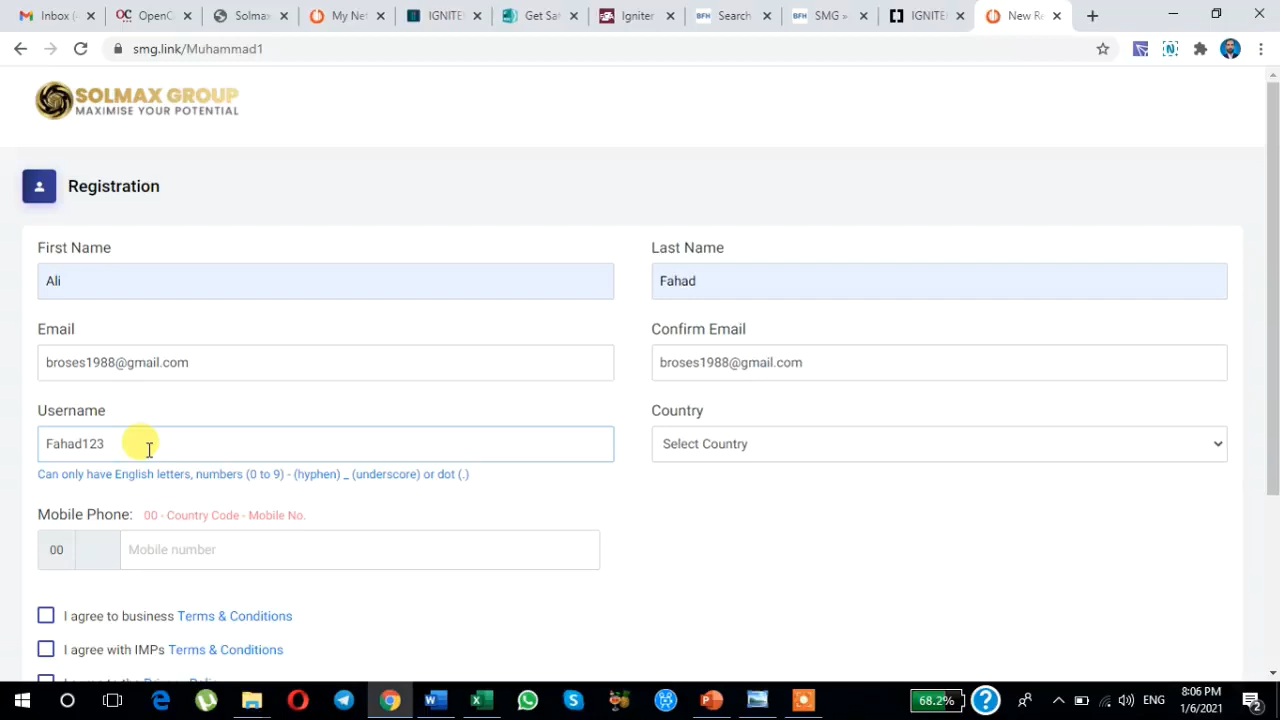 Inbox (
OpenC
Solmax
My Net
IGNITE
Get Sa
Igniter
Search
SMG »
IGNITE
New Re
smg.link/Muhammad1
SOLMAX GROUP
MAXIMISE YOUR POTENTIAL
Registration
First Name
Last Name
Ali
Fahad
Email
Confirm Email
broses1988@gmail.com
broses1988@gmail.com
Username
Country
Fahad123
Select Country
Can only have English letters, numbers (0 to 9) - (hyphen) _ (underscore) or dot (.)
Mobile Phone: 00 - Country Code - Mobile No.
00
Mobile number
I agree to business Terms & Conditions
I agree with IMPs Terms & Conditions
68.2%
ENG
8:06 PM
1/6/2021
2